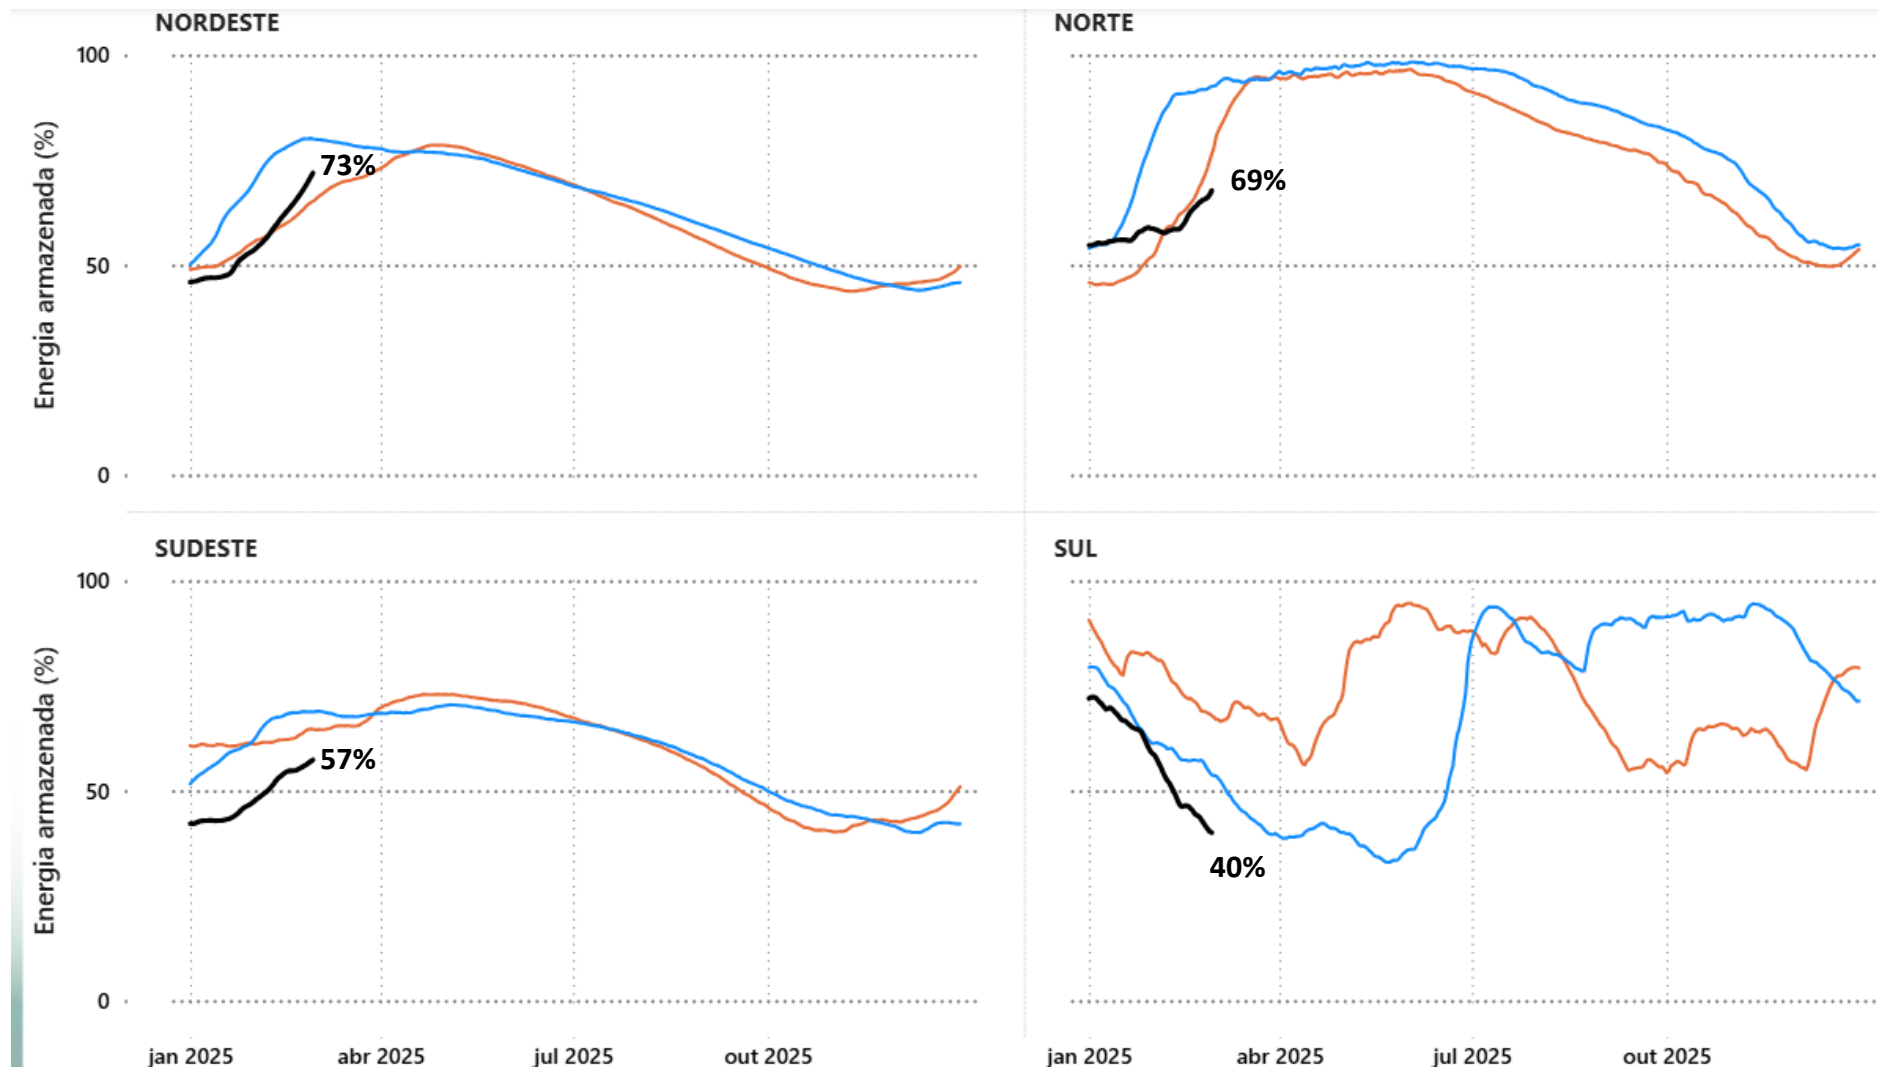 NORDESTE
NORTE
100
73%
69%
50
0
Energia armazenada (%)
SUDESTE
SUL
100
57%
50
40%
0
Energia armazenada (%)
jan 2025
abr 2025
jul 2025
out 2025
jan 2025
abr 2025
jul 2025
out 2025